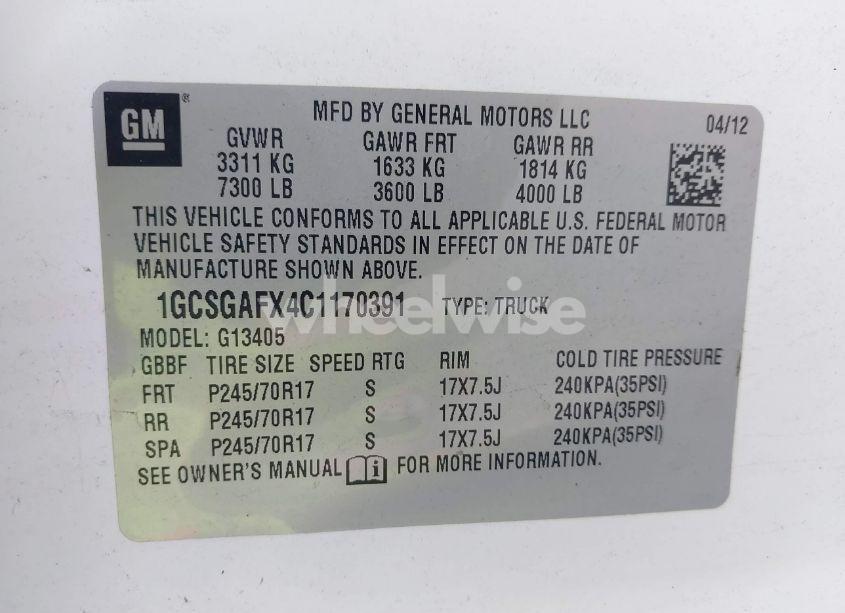 GM ®
MFD BY GENERAL MOTORS LLC 04/12
GVWR GAWR FRT GAWR RR
3311 KG 1633 KG 1814 KG
7300 LB 3600 LB 4000 LB
THIS VEHICLE CONFORMS TO ALL APPLICABLE U.S. FEDERAL MOTOR
VEHICLE SAFETY STANDARDS IN EFFECT ON THE DATE OF
MANUFACTURE SHOWN ABOVE.
1GCSGAFX4C1170391 TYPE: TRUCK
wheelwise
MODEL: G13405
GBBF TIRE SIZE SPEED RTG RIM COLD TIRE PRESSURE
FRT P245/70R17 S 17X7.5J 240KPA(35PSI)
RR P245/70R17 S 17X7.5J 240KPA(35PSI)
SPA P245/70R17 S 17X7.5J 240KPA(35PSI)
SEE OWNER'S MANUAL i FOR MORE INFORMATION.